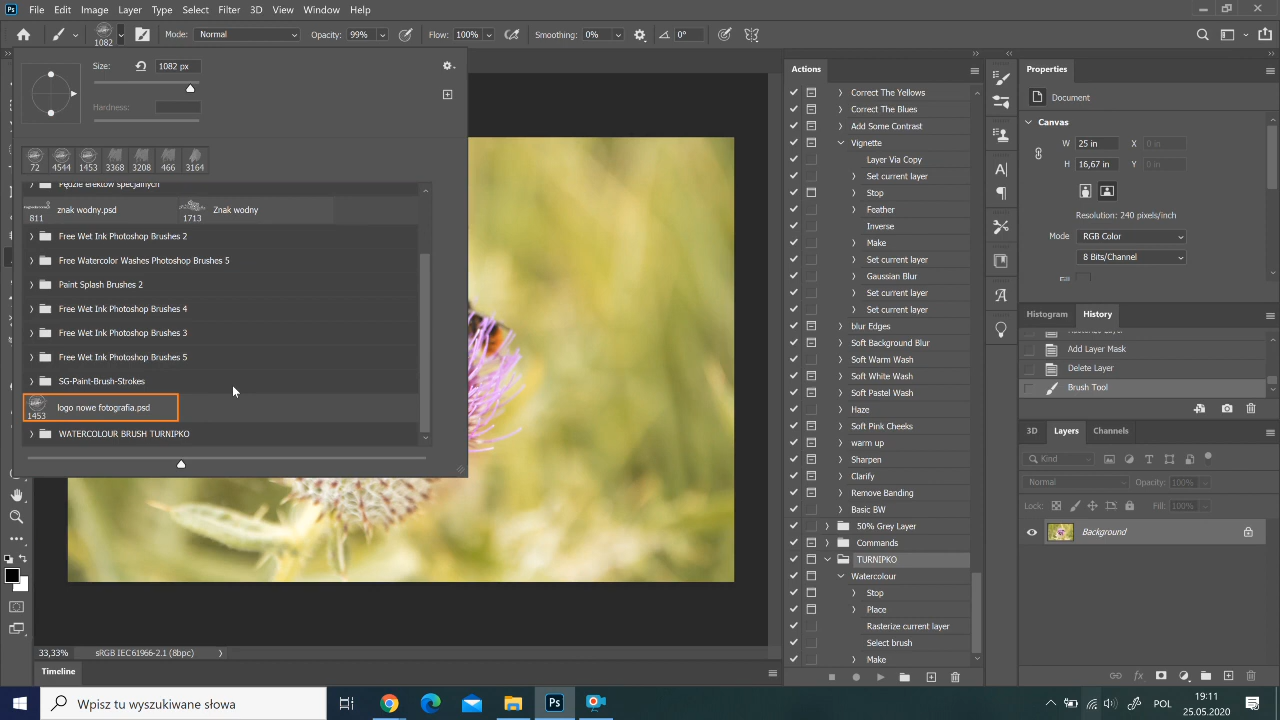 File Edit Image Layer Type Select Filter 3D View Window Help
1082 Mode: Normal Opacity: 99% Flow: 100% Smoothing: 0% 0°
Size: 1082 px
Hardness:
72 4544 1453 3368 3208 466 3164
Pędzle efektów specjalnych
811 znak wodny.psd 1713 Znak wodny
Free Wet Ink Photoshop Brushes 2
Free Watercolor Washes Photoshop Brushes 5
Paint Splash Brushes 2
Free Wet Ink Photoshop Brushes 4
Free Wet Ink Photoshop Brushes 3
Free Wet Ink Photoshop Brushes 5
SG-Paint-Brush-Strokes
1453 logo nowe fotografia.psd
WATERCOLOUR BRUSH TURNIPKO
33,33% sRGB IEC61966-2.1 (8bpc)
Timeline
Actions
Correct The Yellows
Correct The Blues
Add Some Contrast
Vignette
Layer Via Copy
Set current layer
Stop
Feather
Inverse
Make
Set current layer
Gaussian Blur
Set current layer
Set current layer
blur Edges
Soft Background Blur
Soft Warm Wash
Soft White Wash
Add Some Contrast
Haze
Soft Pink Cheeks
warm up
Sharpen
Clarify
Remove Banding
Basic BW
50% Grey Layer
Commands
TURNIPKO
Watercolour
Stop
Place
Rasterize current layer
Select brush
Make
Properties
Document
Canvas
W 25 in X 0 in
H 16,67 in Y 0 in
Resolution: 240 pixels/inch
Mode RGB Color
8 Bits/Channel
Histogram History
Add Layer Mask
Delete Layer
Brush Tool
3D Layers Channels
Kind
Normal Opacity: 100%
Lock: Fill: 100%
Background
Wpisz tu wyszukiwane słowa
POL 19:11
25.05.2020